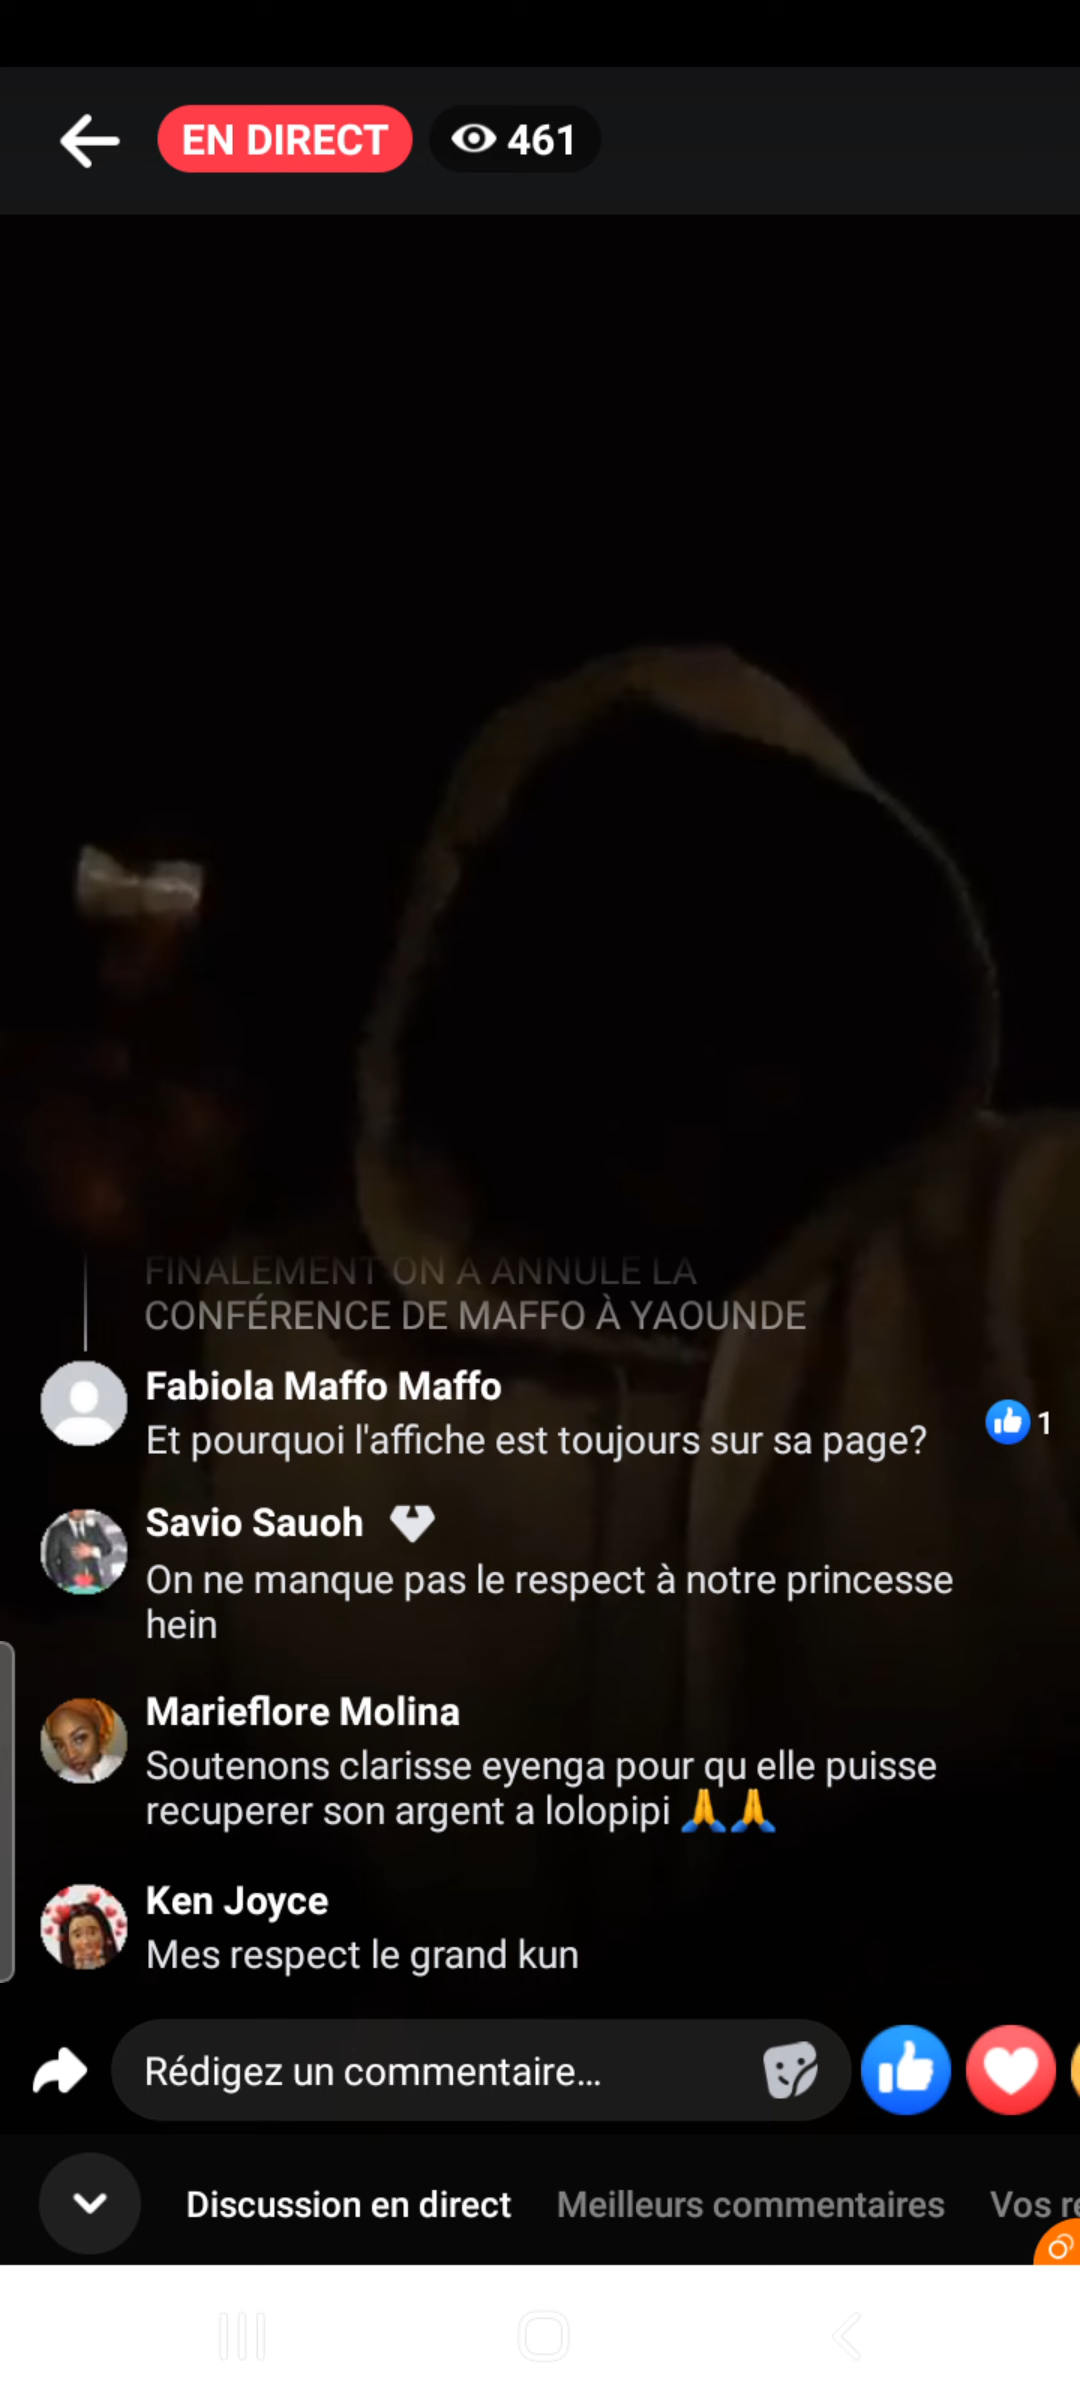 EN DIRECT
461
FINALEMENT ON A ANNULE LA
CONFÉRENCE DE MAFFO À YAOUNDE
Fabiola Maffo Maffo
Et pourquoi l'affiche est toujours sur sa page?
1
Savio Sauoh
On ne manque pas le respect à notre princesse
hein
Marieflore Molina
Soutenons clarisse eyenga pour qu elle puisse
recuperer son argent a lolopipi 🙏🙏
Ken Joyce
Mes respect le grand kun
Rédigez un commentaire...
Discussion en direct Meilleurs commentaires Vos re